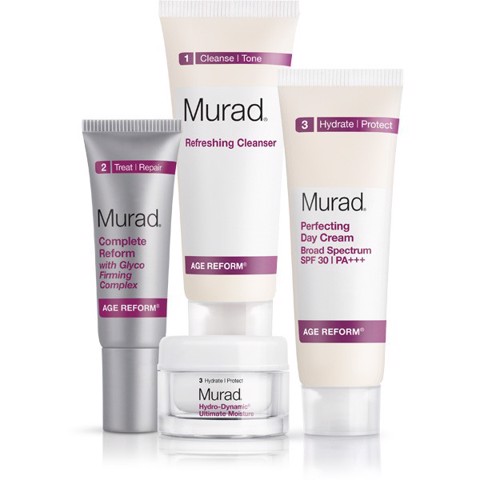 1 Cleanse | Tone
Murad®
Refreshing Cleanser
AGE REFORM®
2 Treat | Repair
Murad®
Complete
Reform
with Glyco
Firming
Complex
AGE REFORM®
3 Hydrate | Protect
Murad®
Perfecting
Day Cream
Broad Spectrum
SPF 30 | PA+++
AGE REFORM®
3 Hydrate | Protect
Murad®
Hydro-Dynamic®
Ultimate Moisture